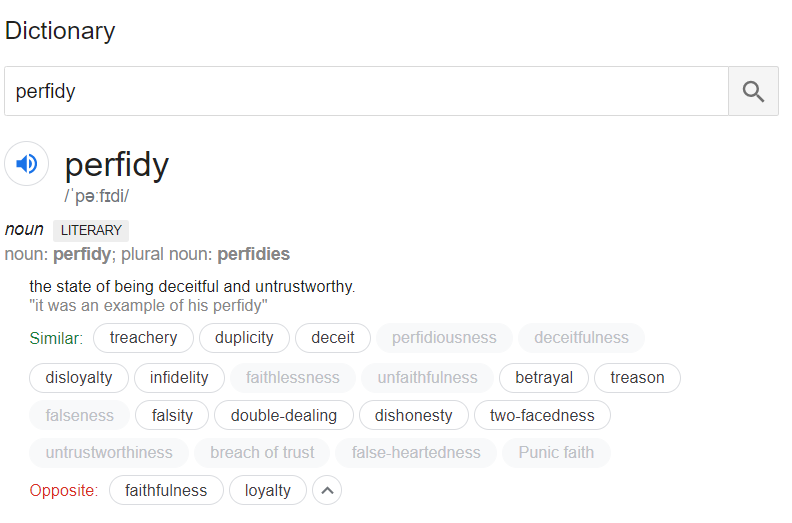 Dictionary
perfidy
perfidy
/ˈpəːfɪdi/
noun LITERARY
noun: perfidy; plural noun: perfidies
the state of being deceitful and untrustworthy.
"it was an example of his perfidy"
Similar: treachery duplicity deceit perfidiousness deceitfulness
disloyalty infidelity faithlessness unfaithfulness betrayal treason
falseness falsity double-dealing dishonesty two-facedness
untrustworthiness breach of trust false-heartedness Punic faith
Opposite: faithfulness loyalty